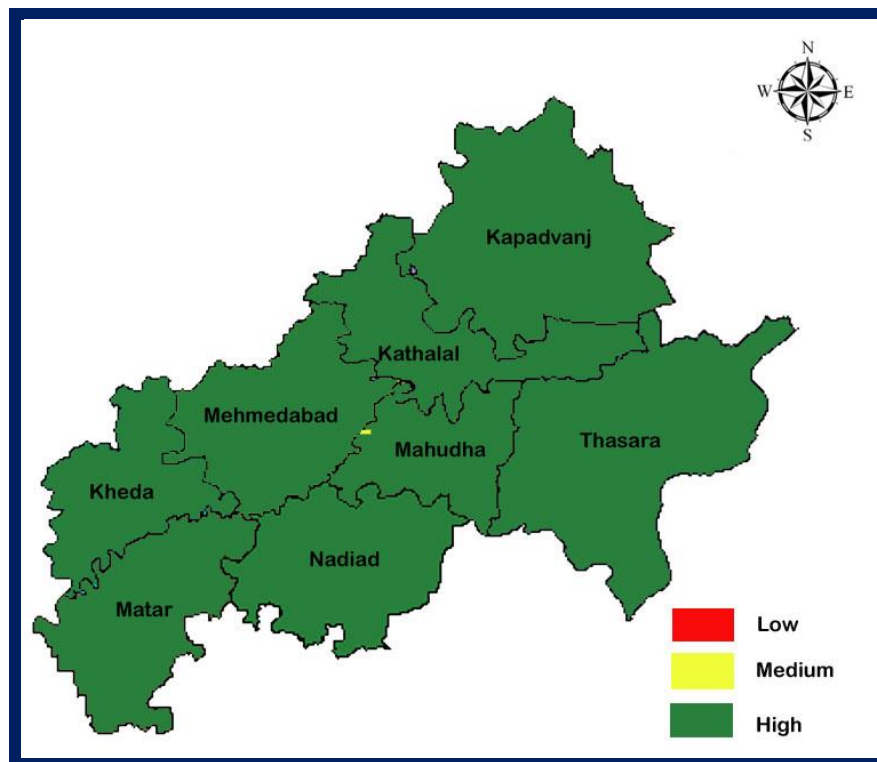 N
W E
S
Kapadvanj
Kathalal
Mehmedabad
Mahudha
Thasara
Kheda
Nadiad
Matar
Low
Medium
High